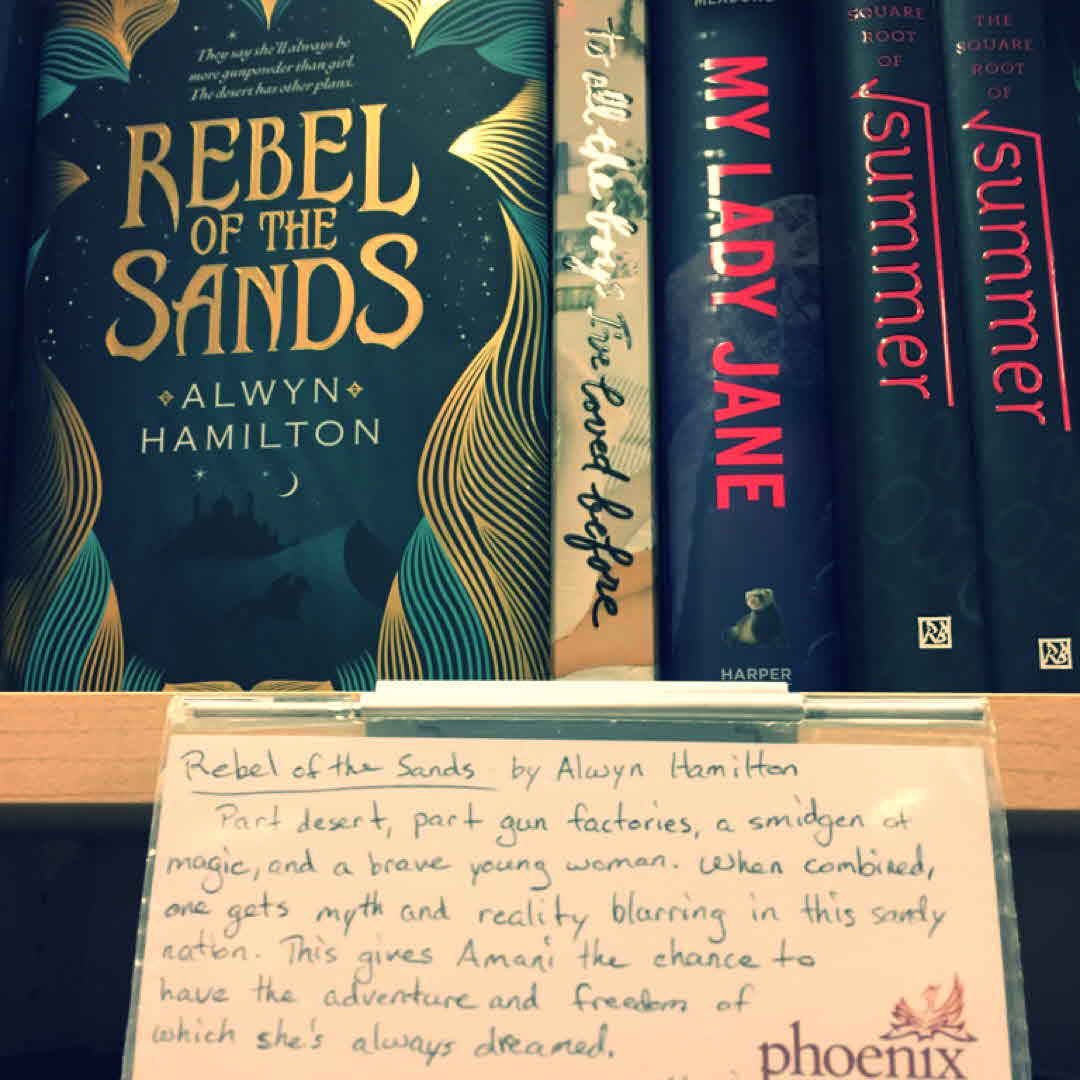 They say she'll always be
more gunpowder than girl.
The desert has other plans.
REBEL
OF THE
SANDS
ALWYN
HAMILTON
to all the boys I've loved before
MY LADY JANE
HARPER
SQUARE
ROOT
OF
summer
THE
SQUARE
ROOT
OF
summer
Rebel of the Sands by Alwyn Hamilton
Part desert, part gun factories, a smidgen of
magic, and a brave young woman. When combined,
one gets myth and reality blurring in this sandy
nation. This gives Amani the chance to
have the adventure and freedom of
which she's always dreamed.
phoenix